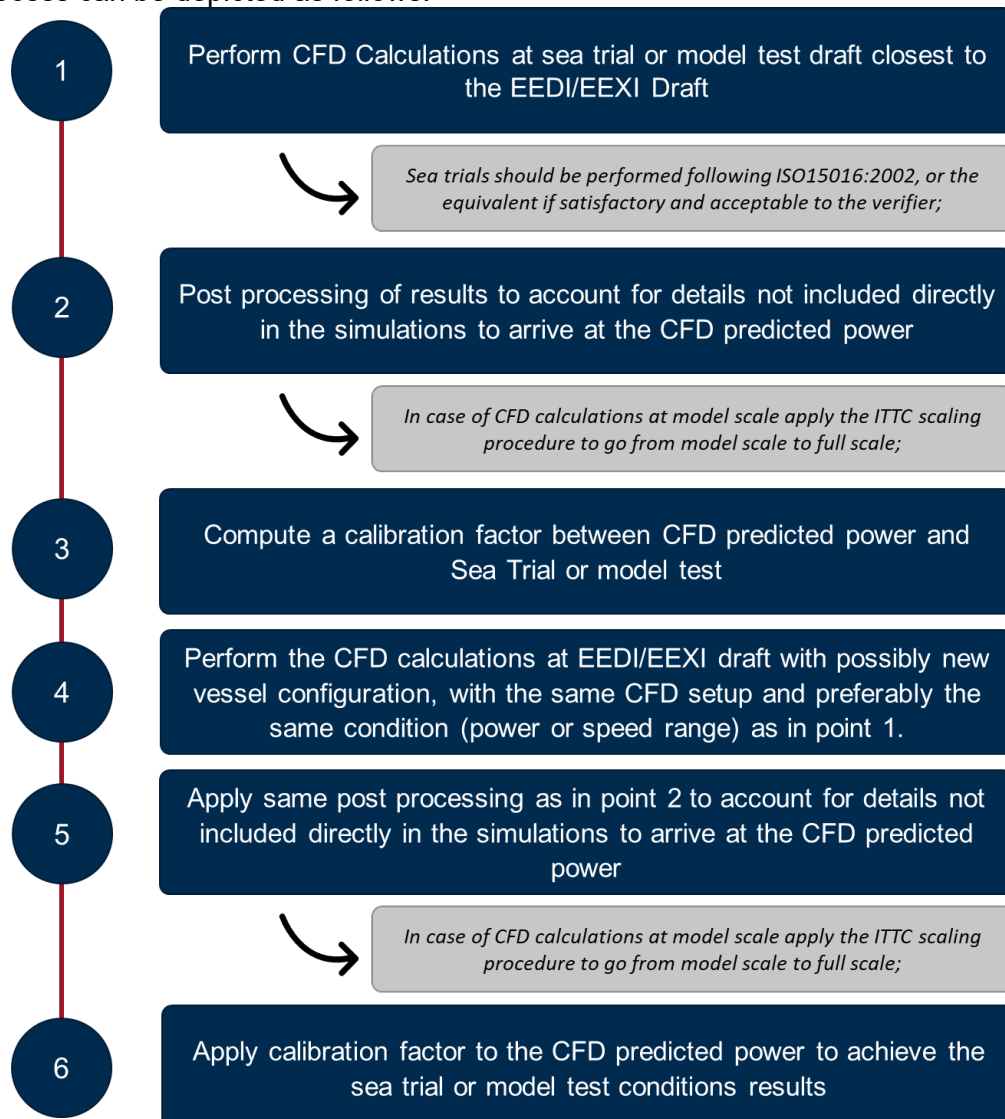 can be depicted as follows:
1
Perform CFD Calculations at sea trial or model test draft closest to
the EEDI/EEXI Draft
Sea trials should be performed following ISO15016:2002, or the
equivalent if satisfactory and acceptable to the verifier;
2
Post processing of results to account for details not included directly
in the simulations to arrive at the CFD predicted power
In case of CFD calculations at model scale apply the ITTC scaling
procedure to go from model scale to full scale;
3
Compute a calibration factor between CFD predicted power and
Sea Trial or model test
4
Perform the CFD calculations at EEDI/EEXI draft with possibly new
vessel configuration, with the same CFD setup and preferably the
same condition (power or speed range) as in point 1.
5
Apply same post processing as in point 2 to account for details not
included directly in the simulations to arrive at the CFD predicted
power
In case of CFD calculations at model scale apply the ITTC scaling
procedure to go from model scale to full scale;
6
Apply calibration factor to the CFD predicted power to achieve the
sea trial or model test conditions results